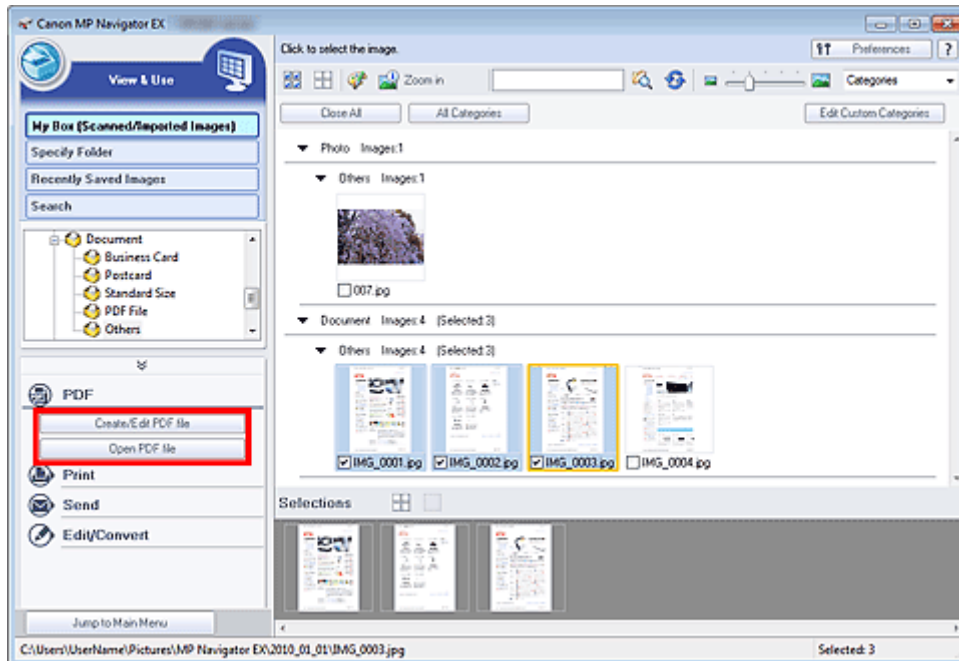 Canon MP Navigator EX
View & Use
My Box (Scanned/Imported Images)
Specify Folder
Recently Saved Images
Search
Document
Business Card
Postcard
Standard Size
PDF File
Others
PDF
Create/Edit PDF file
Open PDF file
Print
Send
Edit/Convert
Jump to Main Menu
Click to select the image.
Preferences
?
Zoom in
Categories
Close All
All Categories
Edit Custom Categories
Photo Images:1
Others Images:1
007.jpg
Document Images:4 (Selected:3)
Others Images:4 (Selected:3)
IMG_0001.jpg IMG_0002.jpg IMG_0003.jpg IMG_0004.jpg
Selections
C:\Users\UserName\Pictures\MP Navigator EX\2010_01_01\IMG_0003.jpg
Selected: 3